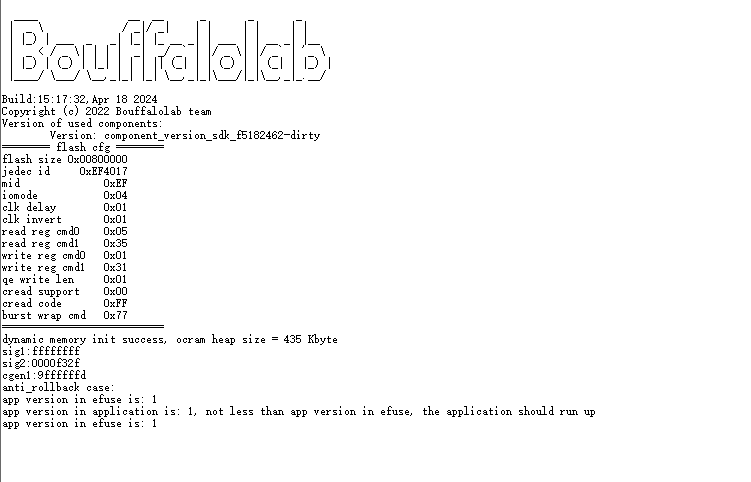 Bouffalolab
Build:15:17:32,Apr 18 2024
Copyright (c) 2022 Bouffalolab team
Version of used components:
Version: component_version_sdk_f5182462-dirty
======== flash cfg ========
flash size 0x00800000
jedec id 0xEF4017
mid 0xEF
iomode 0x04
clk delay 0x01
clk invert 0x01
read reg cmd0 0x05
read reg cmd1 0x35
write reg cmd0 0x01
write reg cmd1 0x31
qe write len 0x01
cread support 0x00
cread code 0xFF
burst wrap cmd 0x77
===========================
dynamic memory init success, ocram heap size = 435 Kbyte
sig1:ffffffff
sig2:0000f32f
cgen1:9ffffffd
anti_rollback case:
app version in efuse is: 1
app version in application is: 1, not less than app version in efuse, the application should run up
app version in efuse is: 1